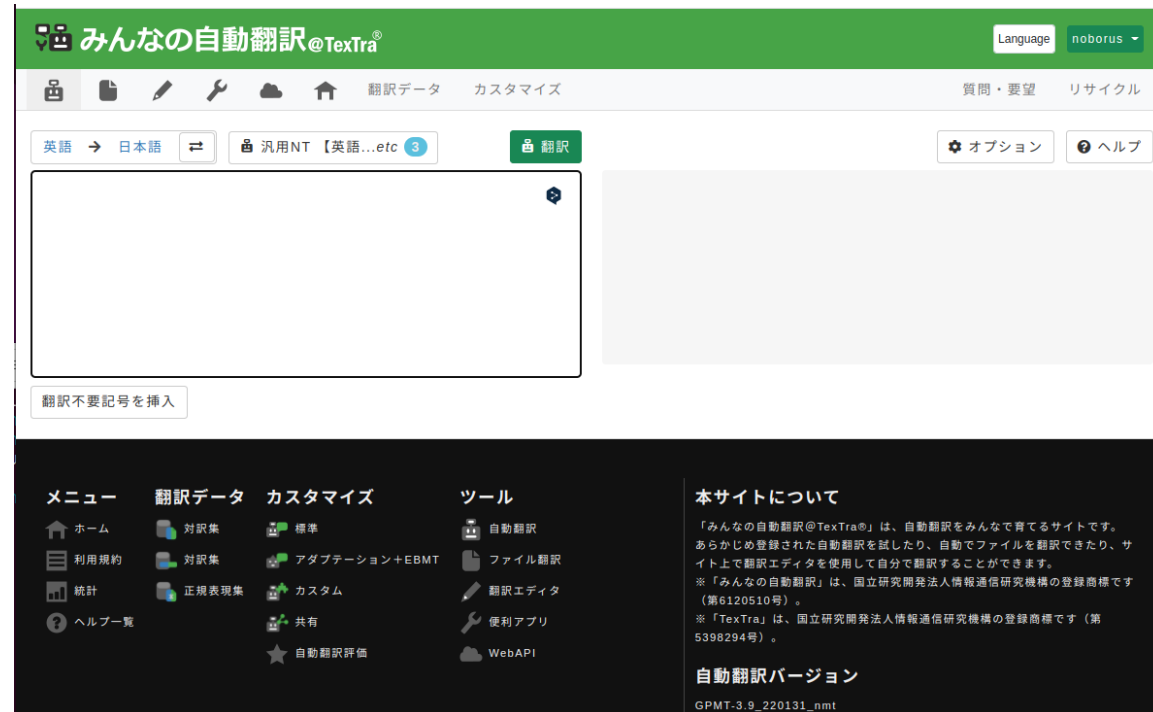 みんなの自動翻訳@TexTra®
Language
noborus
翻訳データ
カスタマイズ
質問・要望
リサイクル
英語 → 日本語
汎用NT 【英語...etc 3
翻訳
オプション
ヘルプ
翻訳不要記号を挿入
メニュー
ホーム
利用規約
統計
ヘルプ一覧
翻訳データ
対訳集
対訳集
正規表現集
カスタマイズ
標準
アダプテーション+EBMT
カスタム
共有
自動翻訳評価
ツール
自動翻訳
ファイル翻訳
翻訳エディタ
便利アプリ
WebAPI
本サイトについて
「みんなの自動翻訳@TexTra®」は、自動翻訳をみんなで育てるサイトです。
あらかじめ登録された自動翻訳を試したり、自動でファイルを翻訳できたり、サ
イト上で翻訳エディタを使用して自分で翻訳することができます。
※「みんなの自動翻訳」は、国立研究開発法人情報通信研究機構の登録商標です
（第6120510号）。
※「TexTra」は、国立研究開発法人情報通信研究機構の登録商標です（第
5398294号）。
自動翻訳バージョン
GPMT-3.9_220131_nmt